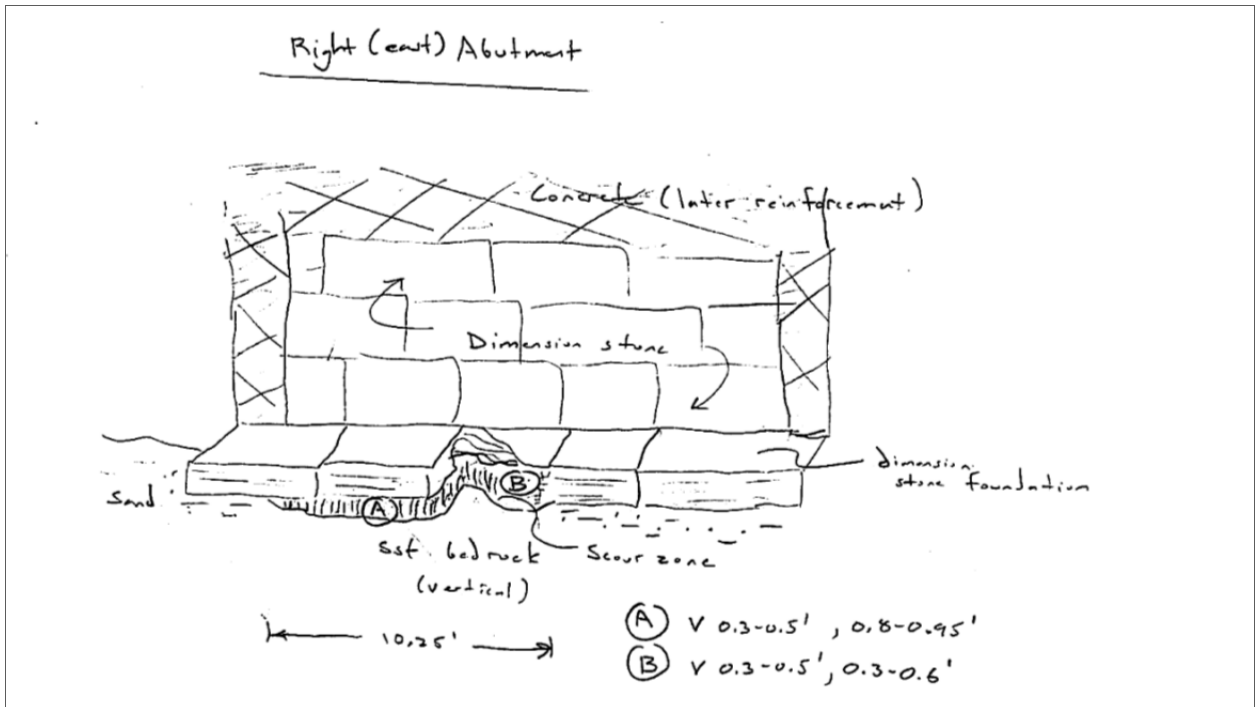 Right (east) Abutment
Concrete (later reinforcement)
Dimension stone
dimension
stone foundation
Sand
A
B
Sst. bedrock
(vertical)
Scour zone
10.25'
A V 0.3-0.5', 0.8-0.95'
B V 0.3-0.5', 0.3-0.6'